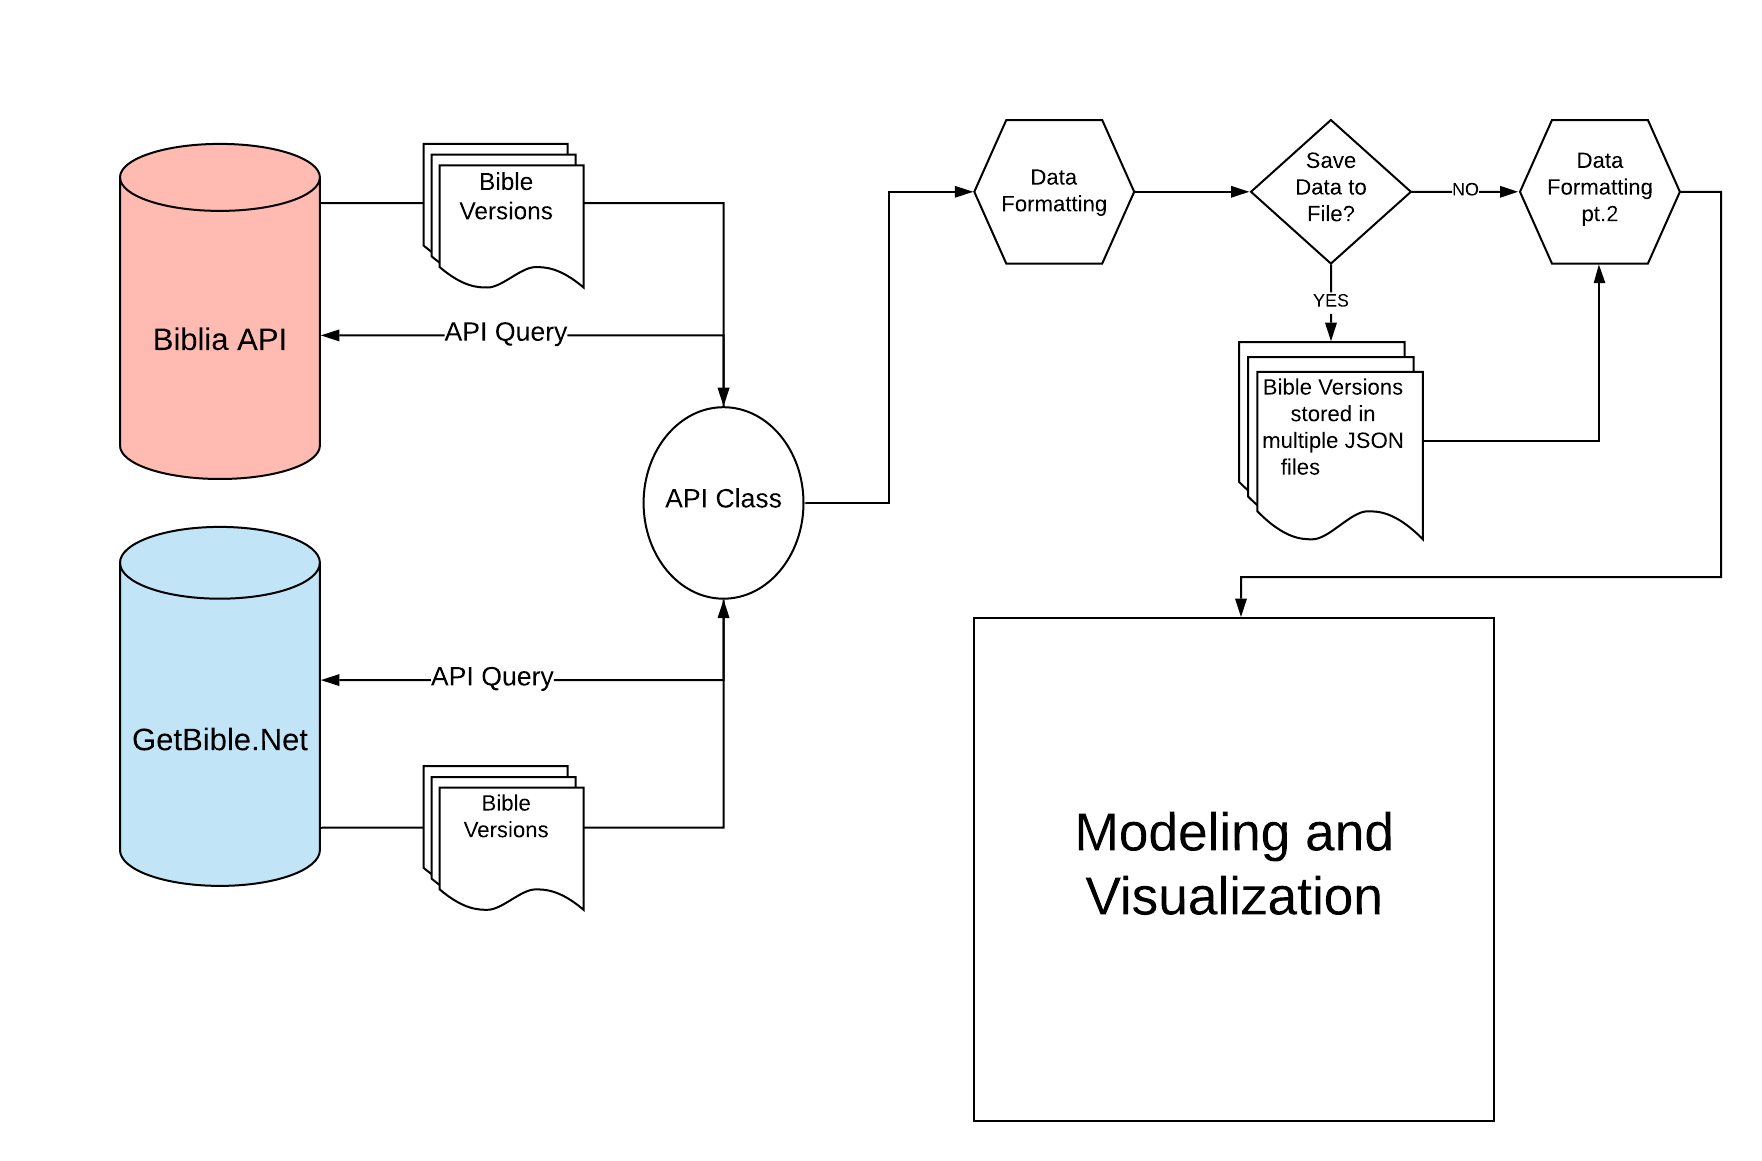 Bible
Versions
Biblia API
API Query
API Class
GetBible.Net
API Query
Bible
Versions
Data
Formatting
Save
Data to
File?
NO
Data
Formatting
pt.2
YES
Bible Versions
stored in
multiple JSON
files
Modeling and
Visualization